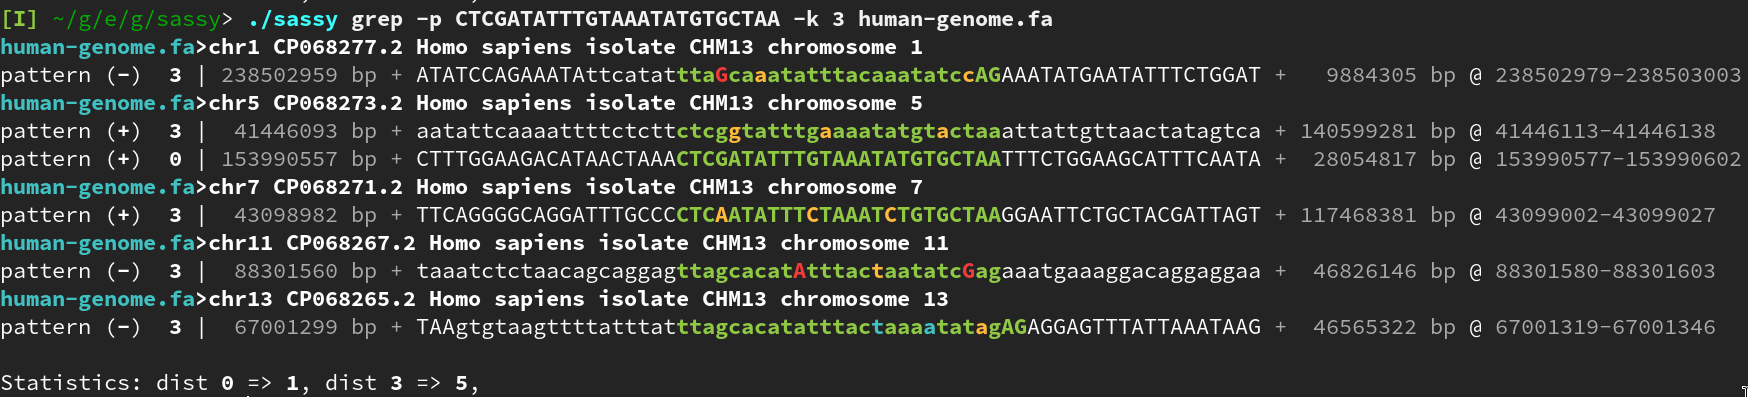 [I] ~/g/e/g/sassy> ./sassy grep -p CTCGATATTTGTAAATATGTGCTAA -k 3 human-genome.fa
human-genome.fa>chr1 CP068277.2 Homo sapiens isolate CHM13 chromosome 1
pattern (-)  3 | 238502959 bp + ATATCCAGAAATAttcatatttaGcaaatatttacaaatatccAGAAATATGAATATTTCTGGAT +   9884305 bp @ 238502979-238503003
human-genome.fa>chr5 CP068273.2 Homo sapiens isolate CHM13 chromosome 5
pattern (+)  3 |  41446093 bp + aatattcaaaattttctcttctcggtatttgaaaatatgtactaaattattgttaactatagtca + 140599281 bp @ 41446113-41446138
pattern (+)  0 | 153990557 bp + CTTTGGAAGACATAACTAAACTCGATATTTGTAAATATGTGCTAATTTCTGGAAGCATTTCAATA +  28054817 bp @ 153990577-153990602
human-genome.fa>chr7 CP068271.2 Homo sapiens isolate CHM13 chromosome 7
pattern (+)  3 |  43098982 bp + TTCAGGGGCAGGATTTGCCCCTCAATATTTCTAAATCTGTGCTAAGGAATTCTGCTACGATTAGT + 117468381 bp @ 43099002-43099027
human-genome.fa>chr11 CP068267.2 Homo sapiens isolate CHM13 chromosome 11
pattern (-)  3 |  88301560 bp + taaatctctaacagcaggagttagcacatAtttactaatatcGagaaatgaaaggacaggaggaa +  46826146 bp @ 88301580-88301603
human-genome.fa>chr13 CP068265.2 Homo sapiens isolate CHM13 chromosome 13
pattern (-)  3 |  67001299 bp + TAAgtgtaagttttatttatttagcacatatttactaaaatatagAGAGGAGTTTATTAAATAAG +  46565322 bp @ 67001319-67001346
Statistics: dist 0 => 1, dist 3 => 5,